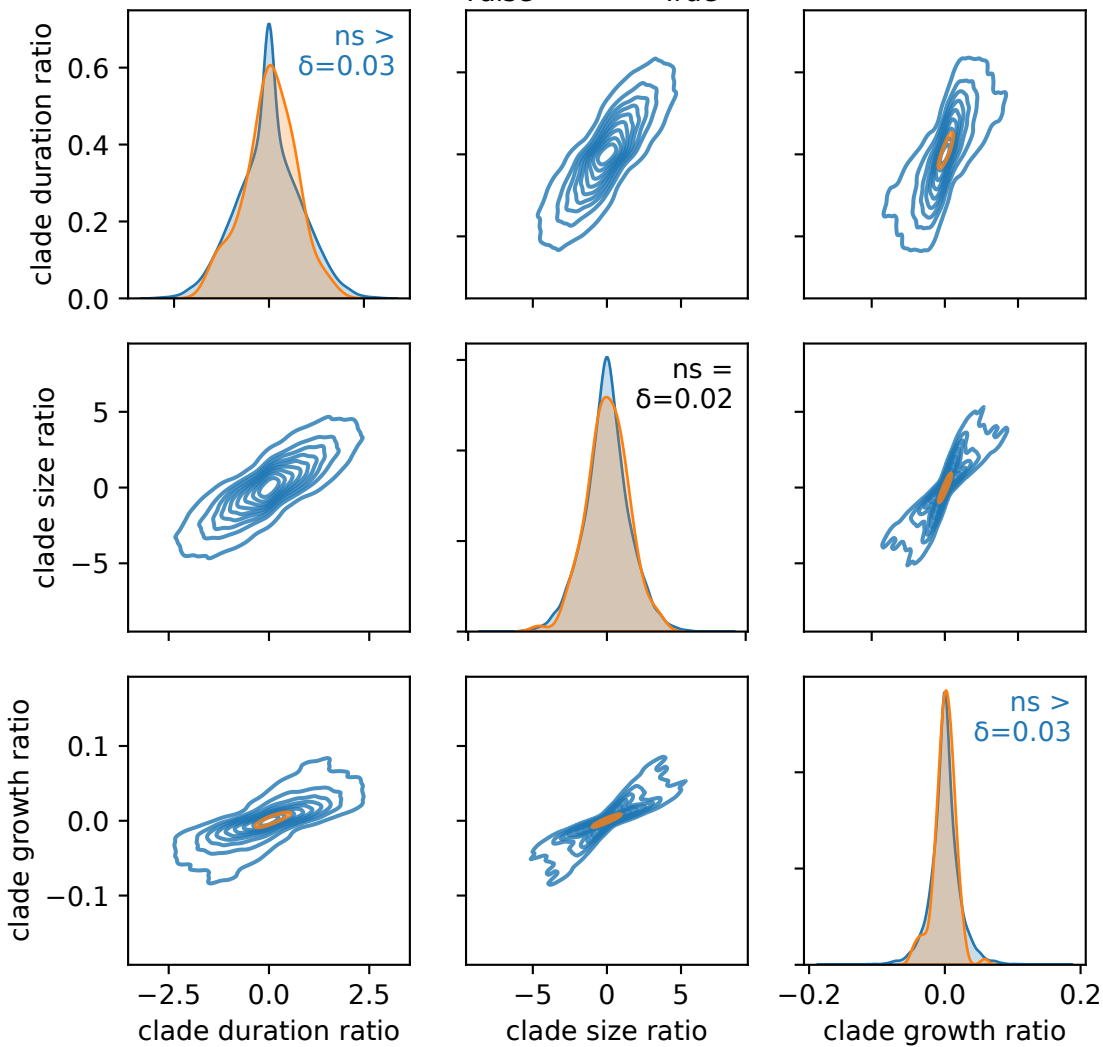 clade duration ratio
0.6
0.4
0.2
0.0
ns >
δ=0.03
clade size ratio
5
0
−5
−5
0
5
ns =
δ=0.02
clade growth ratio
0.1
0.0
−0.1
ns >
δ=0.03
−2.5
0.0
2.5
−5
0
5
−0.2
0.0
0.2
clade duration ratio
clade size ratio
clade growth ratio